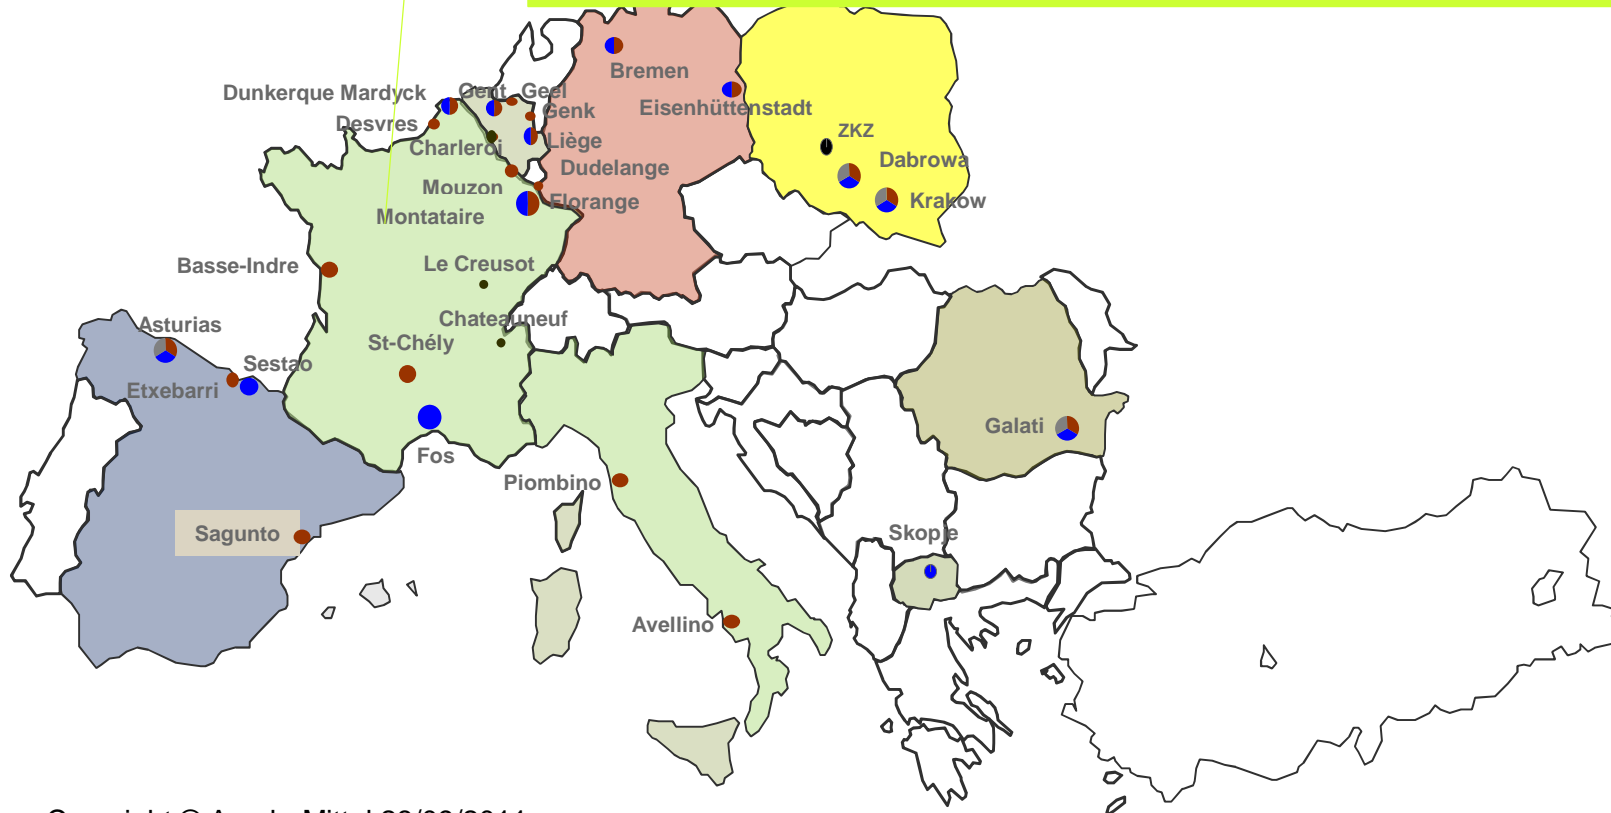 Bremen
Dunkerque Mardyck
Gent
Geel
Eisenhüttenstadt
Genk
Desvres
ZKZ
Liège
Charleroi
Dabrowa
Dudelange
Mouzon
Florange
Krakow
Montataire
Basse-Indre
Le Creusot
Chateauneuf
Asturias
St-Chély
Sestao
Etxebarri
Galati
Fos
Piombino
Sagunto
Skopje
Avellino